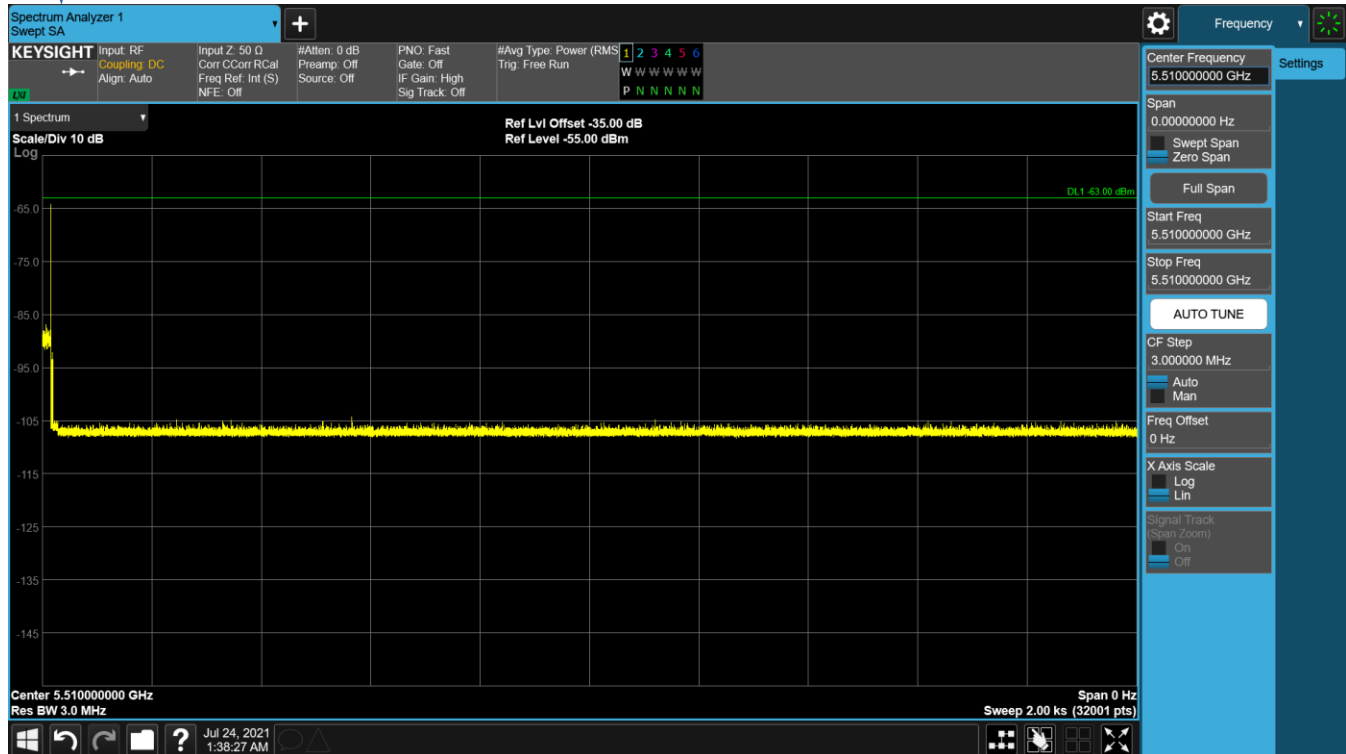 Spectrum Analyzer 1
Swept SA
Frequency
KEYSIGHT
LXI
Input: RF
Coupling: DC
Align: Auto
Input Z: 50 Ω
Corr CCorr RCal
Freq Ref: Int (S)
NFE: Off
#Atten: 0 dB
Preamp: Off
Source: Off
PNO: Fast
Gate: Off
IF Gain: High
Sig Track: Off
#Avg Type: Power (RMS
Trig: Free Run
1 2 3 4 5 6
W W W W W W
P N N N N N
1 Spectrum
Scale/Div 10 dB
Log
Ref Lvl Offset -35.00 dB
Ref Level -55.00 dBm
DL1 -63.00 dBm
-65.0
-75.0
-85.0
-95.0
-105
-115
-125
-135
-145
Center 5.510000000 GHz
Res BW 3.0 MHz
Span 0 Hz
Sweep 2.00 ks (32001 pts)
Center Frequency
5.510000000 GHz
Settings
Span
0.00000000 Hz
Swept Span
Zero Span
Full Span
Start Freq
5.510000000 GHz
Stop Freq
5.510000000 GHz
AUTO TUNE
CF Step
3.000000 MHz
Auto
Man
Freq Offset
0 Hz
X Axis Scale
Log
Lin
Signal Track
(Span Zoom)
On
Off
?
Jul 24, 2021
1:38:27 AM